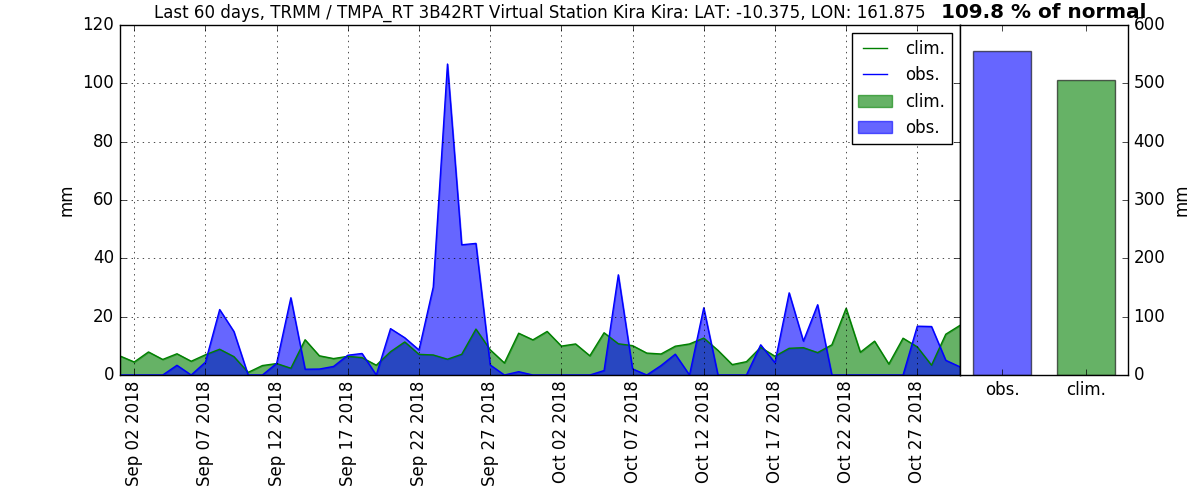 Last 60 days, TRMM / TMPA_RT 3B42RT Virtual Station Kira Kira: LAT: -10.375, LON: 161.875 109.8 % of normal
120
100
80
60
40
20
0
mm
clim.
obs.
clim.
obs.
600
500
400
300
200
100
0
mm
Sep 02 2018
Sep 07 2018
Sep 12 2018
Sep 17 2018
Sep 22 2018
Sep 27 2018
Oct 02 2018
Oct 07 2018
Oct 12 2018
Oct 17 2018
Oct 22 2018
Oct 27 2018
obs.
clim.